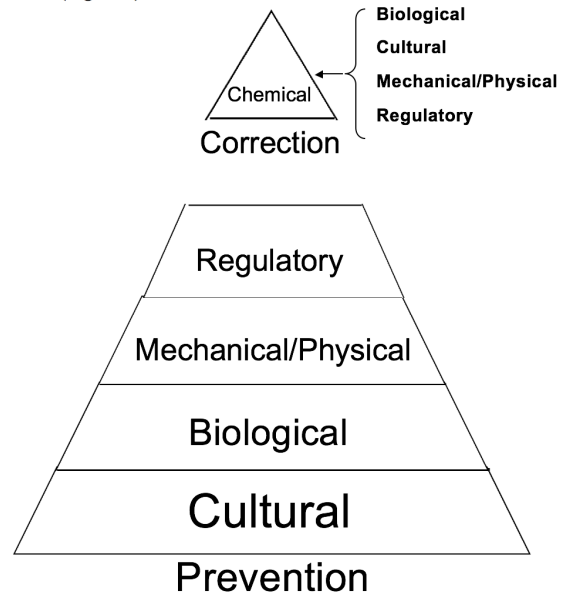 Biological
Cultural
Mechanical/Physical
Regulatory
Chemical
Correction
Regulatory
Mechanical/Physical
Biological
Cultural
Prevention